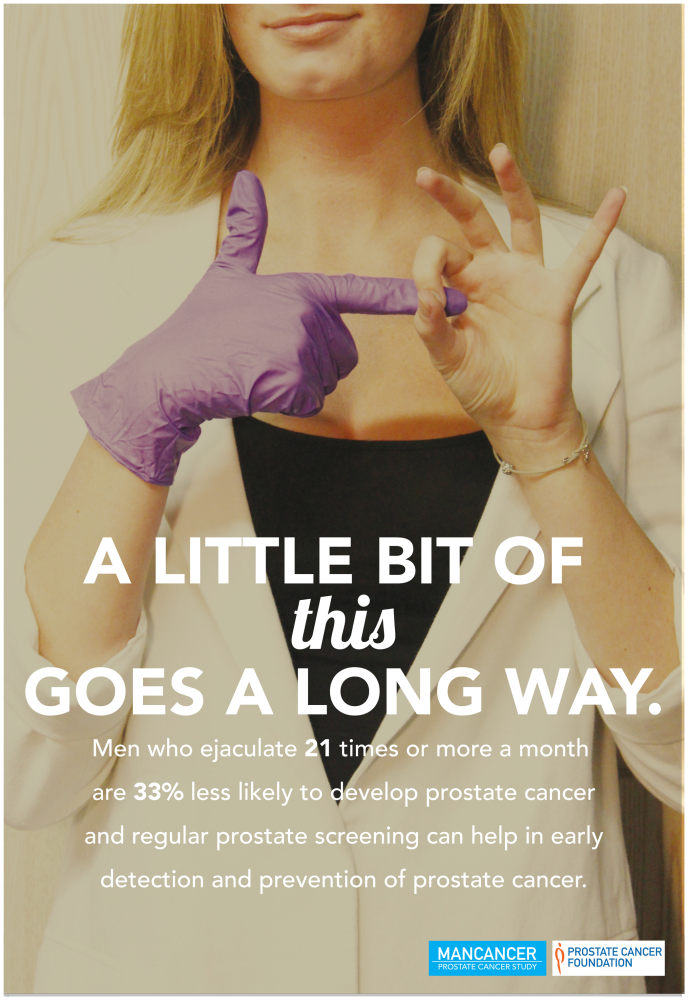 A LITTLE BIT OF
this
GOES A LONG WAY.
Men who ejaculate 21 times or more a month
are 33% less likely to develop prostate cancer
and regular prostate screening can help in early
detection and prevention of prostate cancer.
MANCANCER
PROSTATE CANCER STUDY
PROSTATE CANCER
FOUNDATION